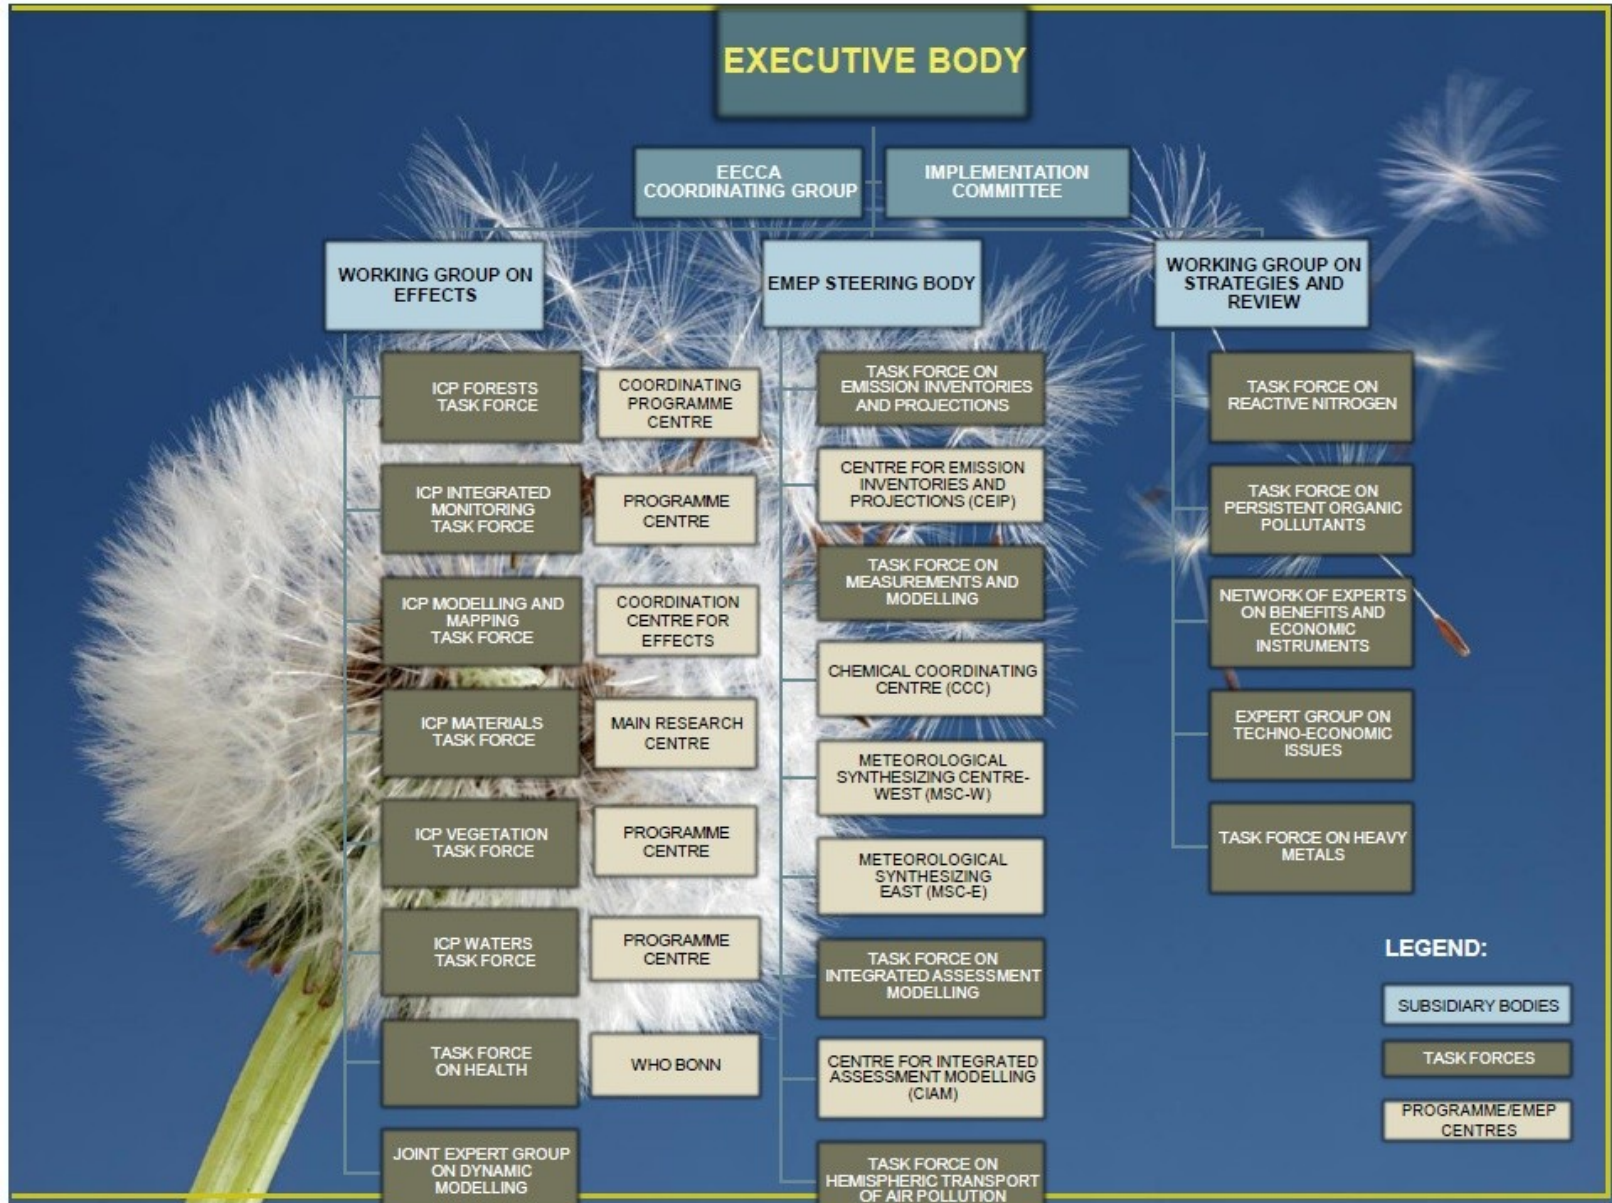 EXECUTIVE BODY
EECCA
COORDINATING GROUP
IMPLEMENTATION
COMMITTEE
WORKING GROUP ON
EFFECTS
EMEP STEERING BODY
WORKING GROUP ON
STRATEGIES AND
REVIEW
ICP FORESTS
TASK FORCE
COORDINATING
PROGRAMME
CENTRE
ICP INTEGRATED
MONITORING
TASK FORCE
PROGRAMME
CENTRE
ICP MODELLING AND
MAPPING
TASK FORCE
COORDINATION
CENTRE FOR
EFFECTS
ICP MATERIALS
TASK FORCE
MAIN RESEARCH
CENTRE
ICP VEGETATION
TASK FORCE
PROGRAMME
CENTRE
ICP WATERS
TASK FORCE
PROGRAMME
CENTRE
TASK FORCE
ON HEALTH
WHO BONN
JOINT EXPERT GROUP
ON DYNAMIC
MODELLING
TASK FORCE ON
EMISSION INVENTORIES
AND PROJECTIONS
CENTRE FOR EMISSION
INVENTORIES AND
PROJECTIONS (CEIP)
TASK FORCE ON
MEASUREMENTS AND
MODELLING
CHEMICAL COORDINATING
CENTRE (CCC)
METEOROLOGICAL
SYNTHESIZING CENTRE-
WEST (MSC-W)
METEOROLOGICAL
SYNTHESIZING
EAST (MSC-E)
TASK FORCE ON
INTEGRATED ASSESSMENT
MODELLING
CENTRE FOR INTEGRATED
ASSESSMENT MODELLING
(CIAM)
TASK FORCE ON
HEMISPHERIC TRANSPORT
OF AIR POLLUTION
TASK FORCE ON
REACTIVE NITROGEN
TASK FORCE ON
PERSISTENT ORGANIC
POLLUTANTS
NETWORK OF EXPERTS
ON BENEFITS AND
ECONOMIC
INSTRUMENTS
EXPERT GROUP ON
TECHNO-ECONOMIC
ISSUES
TASK FORCE ON HEAVY
METALS
LEGEND:
SUBSIDIARY BODIES
TASK FORCES
PROGRAMME/EMEP
CENTRES